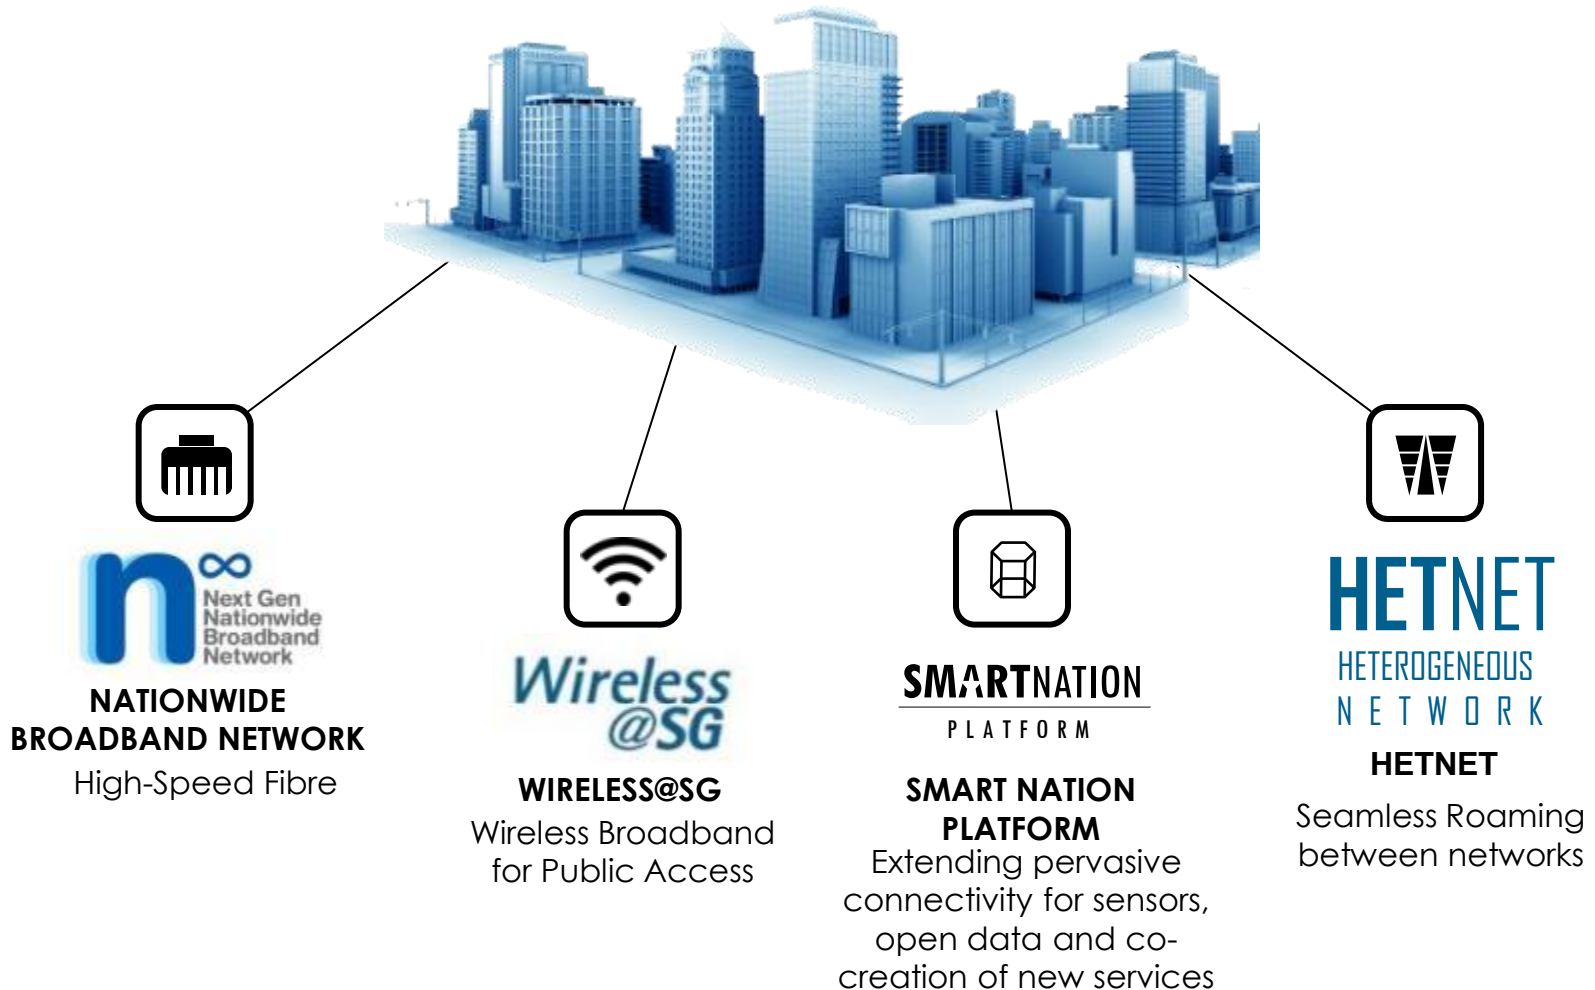 Next Gen
Nationwide
Broadband
Network
NATIONWIDE
BROADBAND NETWORK
High-Speed Fibre
Wireless
@SG
WIRELESS@SG
Wireless Broadband
for Public Access
SMARTNATION
PLATFORM
SMART NATION
PLATFORM
Extending pervasive
connectivity for sensors,
open data and co-
creation of new services
HETNET
HETEROGENEOUS
NETWORK
HETNET
Seamless Roaming
between networks